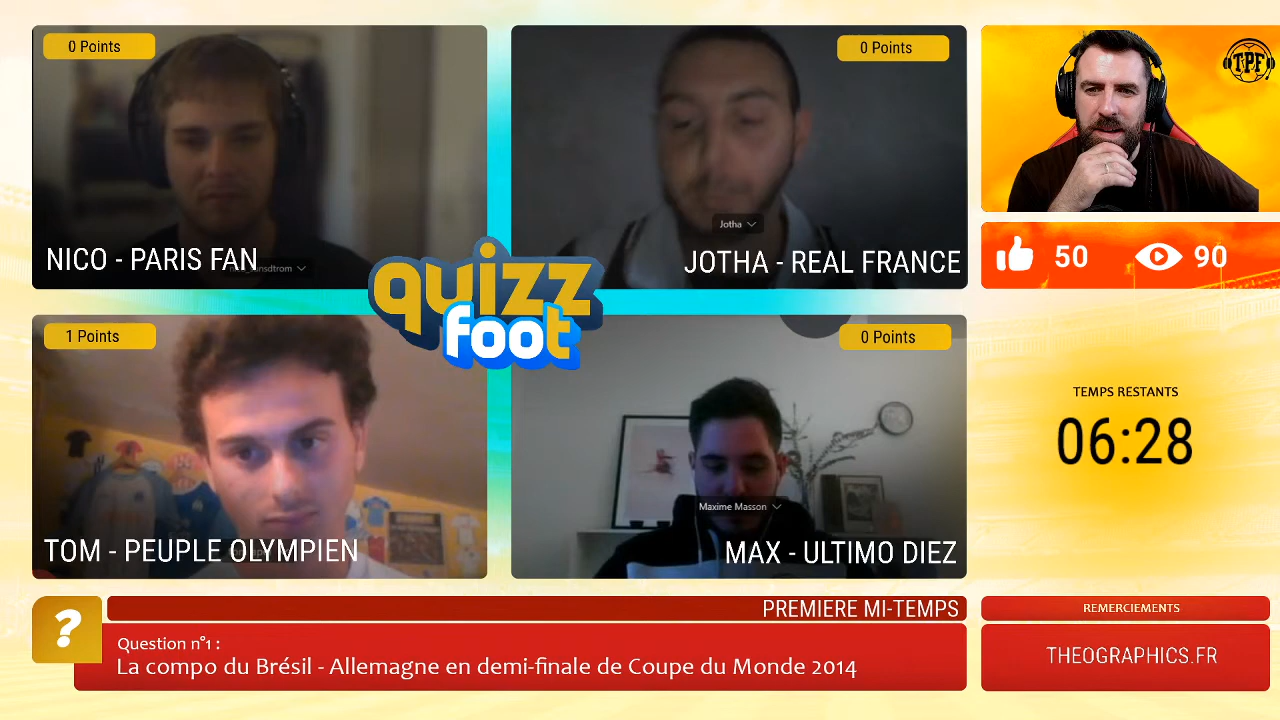 0 Points
0 Points
TPF
Jotha
NICO - PARIS FAN
JOTHA - REAL FRANCE
50
90
quizz
foot
1 Points
0 Points
TEMPS RESTANTS
06:28
Maxime Masson
TOM - PEUPLE OLYMPIEN
MAX - ULTIMO DIEZ
?
PREMIERE MI-TEMPS
REMERCIEMENTS
Question n°1 :
La compo du Brésil - Allemagne en demi-finale de Coupe du Monde 2014
THEOGRAPHICS.FR